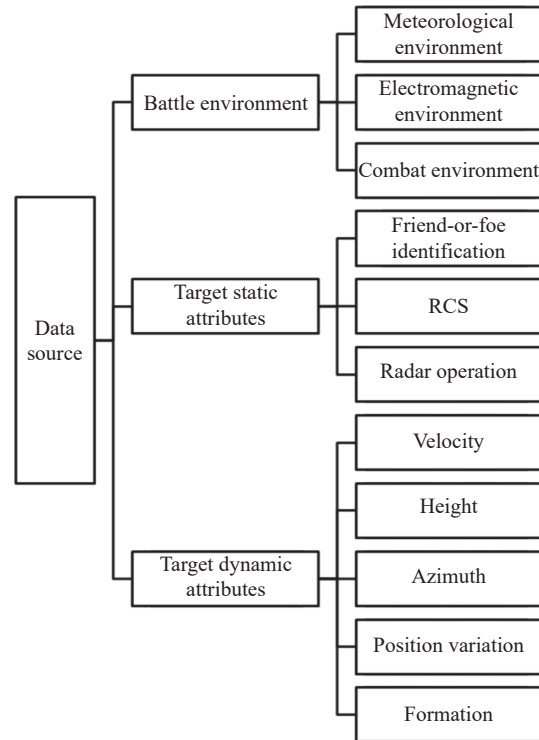 Data
source
Battle environment
Meteorological
environment
Electromagnetic
environment
Combat environment
Target static
attributes
Friend-or-foe
identification
RCS
Radar operation
Target dynamic
attributes
Velocity
Height
Azimuth
Position variation
Formation